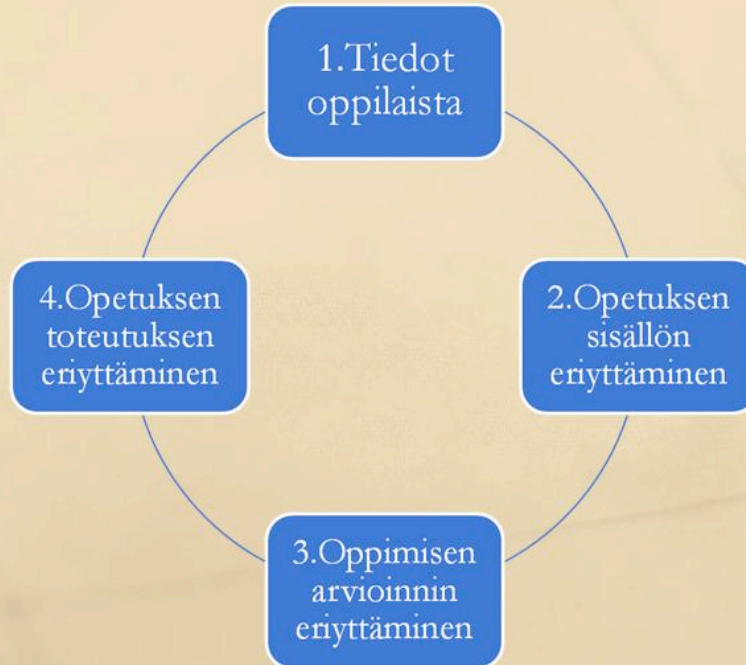 1.Tiedot
oppilaista
2.Opetuksen
sisällön
eriyttäminen
3.Oppimisen
arvioinnin
eriyttäminen
4.Opetuksen
toteutuksen
eriyttäminen